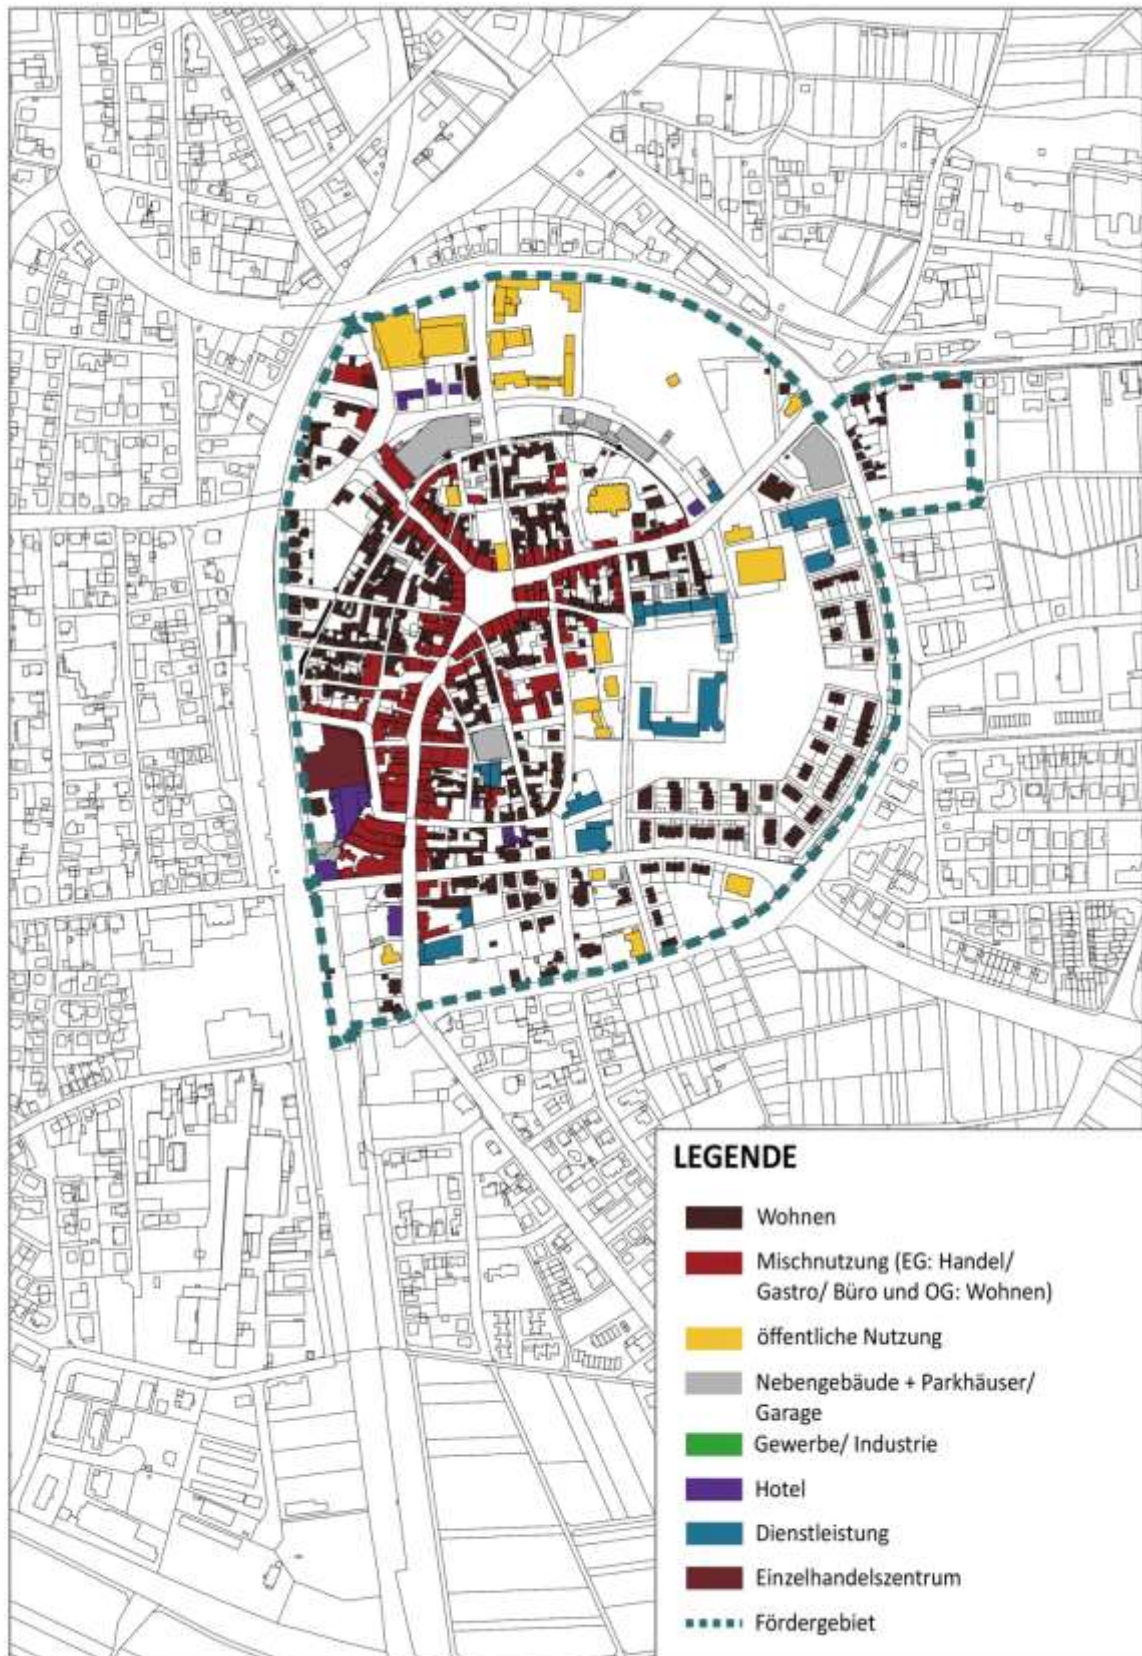 LEGENDE
Wohnen
Mischnutzung (EG: Handel/
Gastro/ Büro und OG: Wohnen)
öffentliche Nutzung
Nebengebäude + Parkhäuser/
Garage
Gewerbe/ Industrie
Hotel
Dienstleistung
Einzelhandelszentrum
Fördergebiet